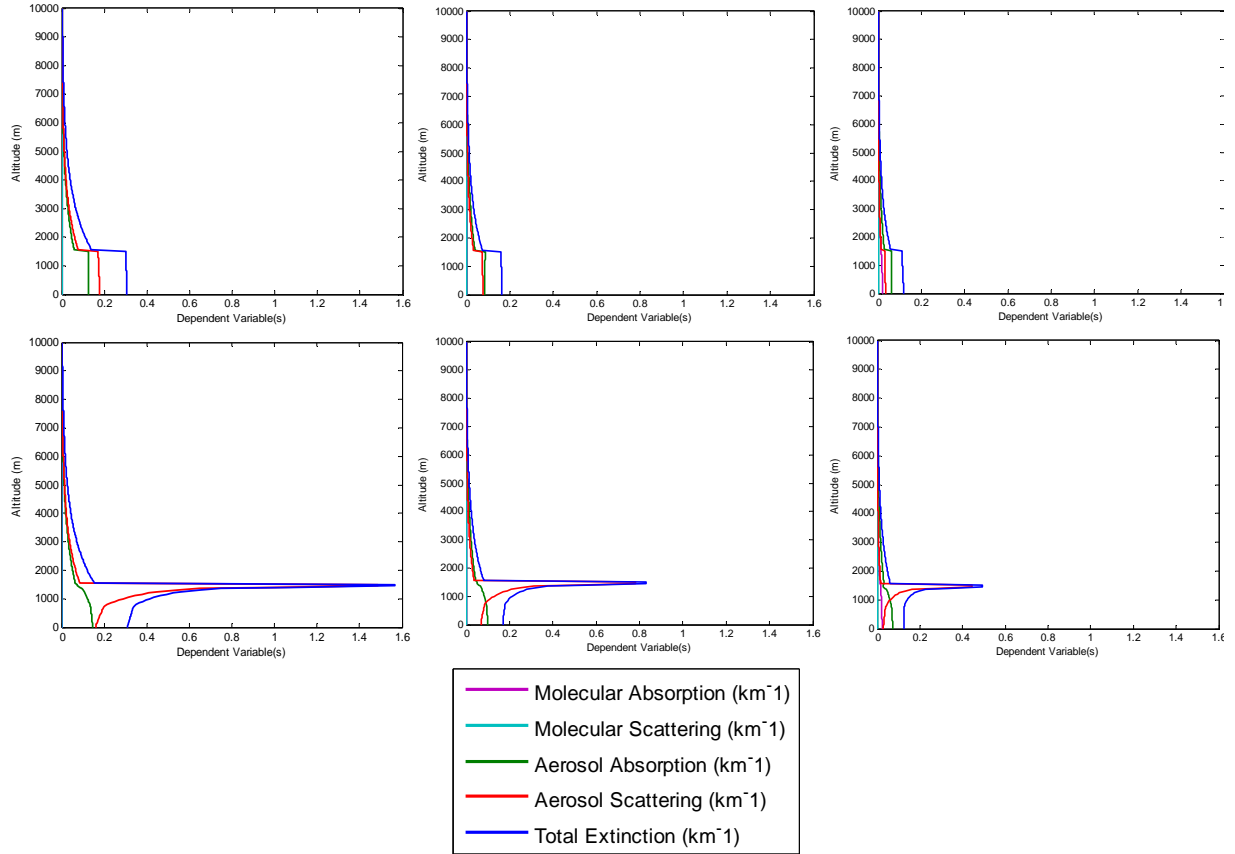 10000
9000
8000
7000
6000
5000
4000
3000
2000
1000
0
Altitude (m)
0 0.2 0.4 0.6 0.8 1 1.2 1.4 1.6
Dependent Variable(s)
10000
9000
8000
7000
6000
5000
4000
3000
2000
1000
0
Altitude (m)
0 0.2 0.4 0.6 0.8 1 1.2 1.4 1.6
Dependent Variable(s)
10000
9000
8000
7000
6000
5000
4000
3000
2000
1000
0
Altitude (m)
0 0.2 0.4 0.6 0.8 1 1.2 1.4 1
Dependent Variable(s)
10000
9000
8000
7000
6000
5000
4000
3000
2000
1000
0
Altitude (m)
0 0.2 0.4 0.6 0.8 1 1.2 1.4 1.6
Dependent Variable(s)
10000
9000
8000
7000
6000
5000
4000
3000
2000
1000
0
Altitude (m)
0 0.2 0.4 0.6 0.8 1 1.2 1.4 1.6
Dependent Variable(s)
10000
9000
8000
7000
6000
5000
4000
3000
2000
1000
0
Altitude (m)
0 0.2 0.4 0.6 0.8 1 1.2 1.4 1.6
Dependent Variable(s)
Molecular Absorption (km^-1)
Molecular Scattering (km^-1)
Aerosol Absorption (km^-1)
Aerosol Scattering (km^-1)
Total Extinction (km^-1)